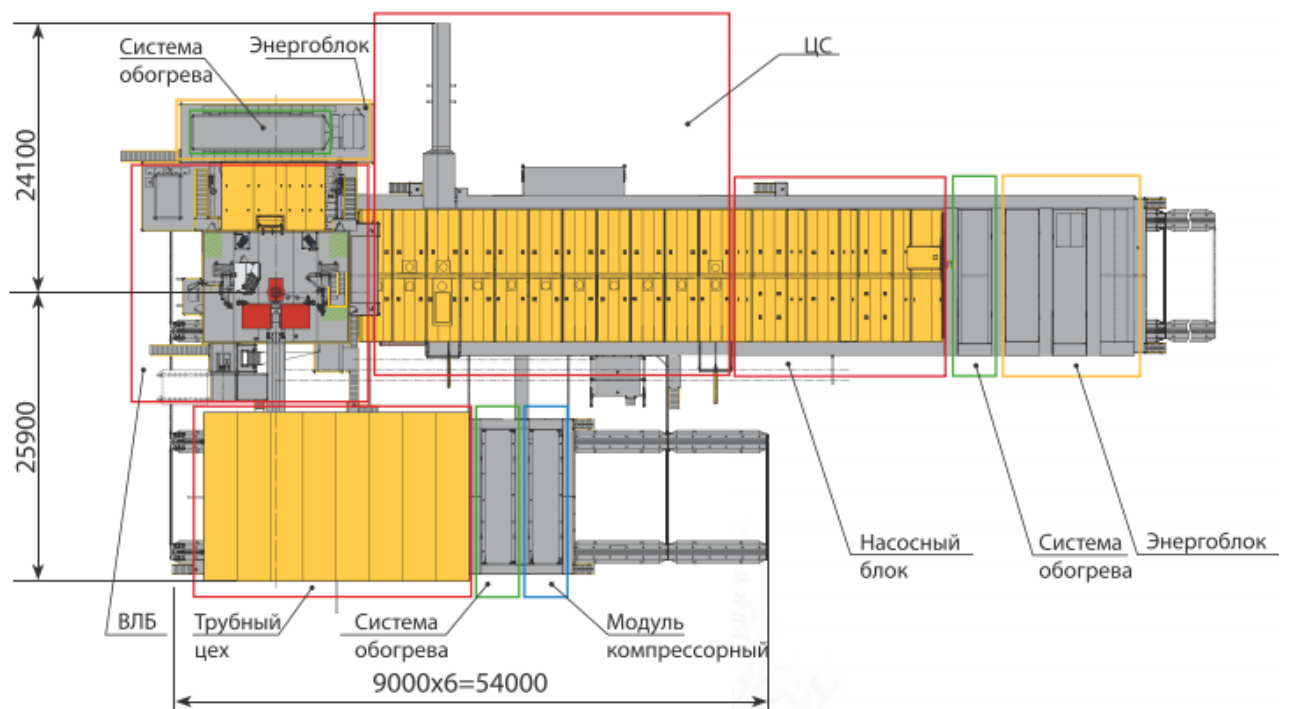 Система
обогрева
Энергоблок
ЦС
24100
25900
ВЛБ
Трубный
цех
Система
обогрева
Модуль
компрессорный
Насосный
блок
Система
обогрева
Энергоблок
9000х6=54000